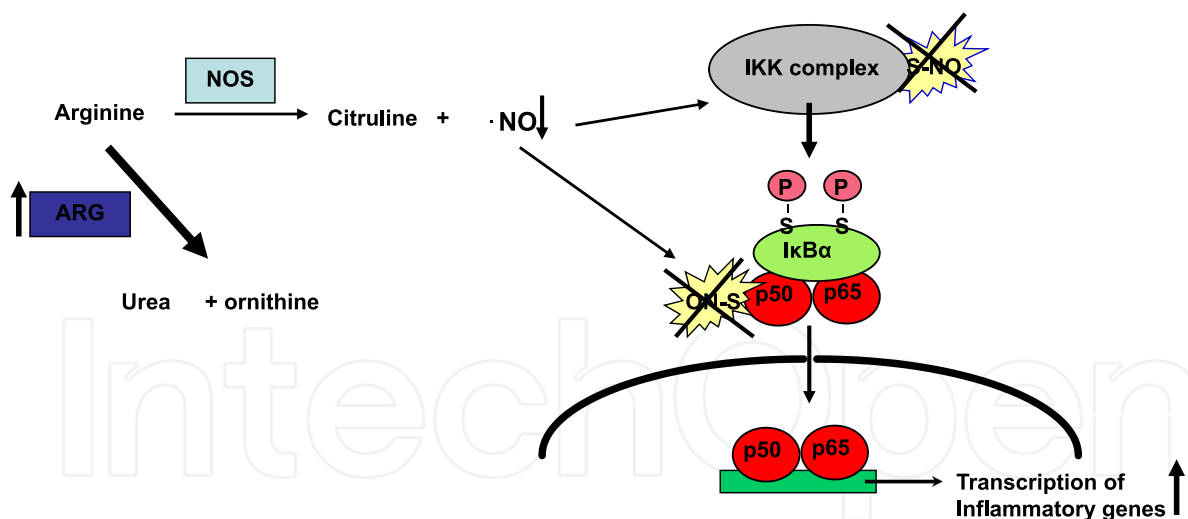 NOS
IKK complex
S-NO
Arginine
Citruline + · NO
P P
S S
ARG
IκBα
Urea + ornithine
ON-S
p50 p65
IntechOpen
p50 p65
Transcription of
Inflammatory genes